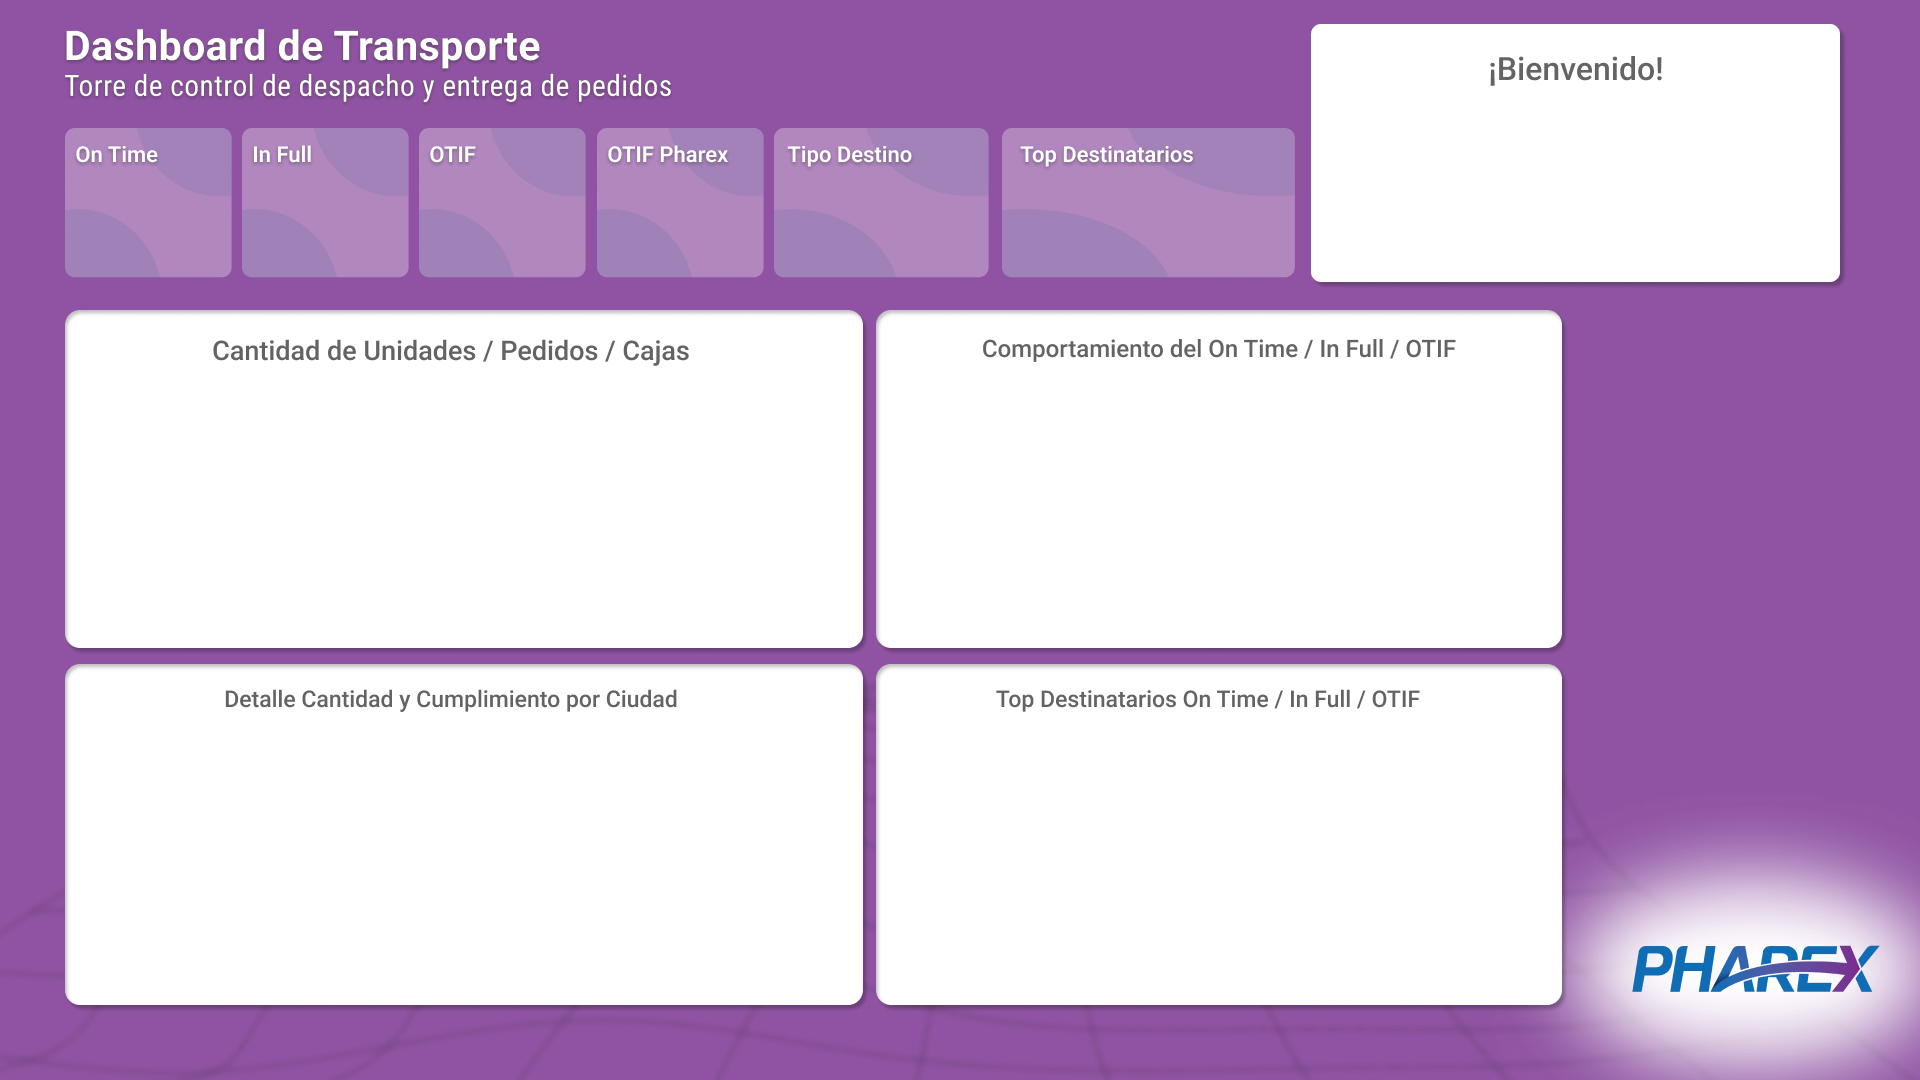 Dashboard de Transporte
Torre de control de despacho y entrega de pedidos
¡Bienvenido!
On Time
In Full
OTIF
OTIF Pharex
Tipo Destino
Top Destinatarios
Cantidad de Unidades / Pedidos / Cajas
Comportamiento del On Time / In Full / OTIF
Detalle Cantidad y Cumplimiento por Ciudad
Top Destinatarios On Time / In Full / OTIF
PHAREX